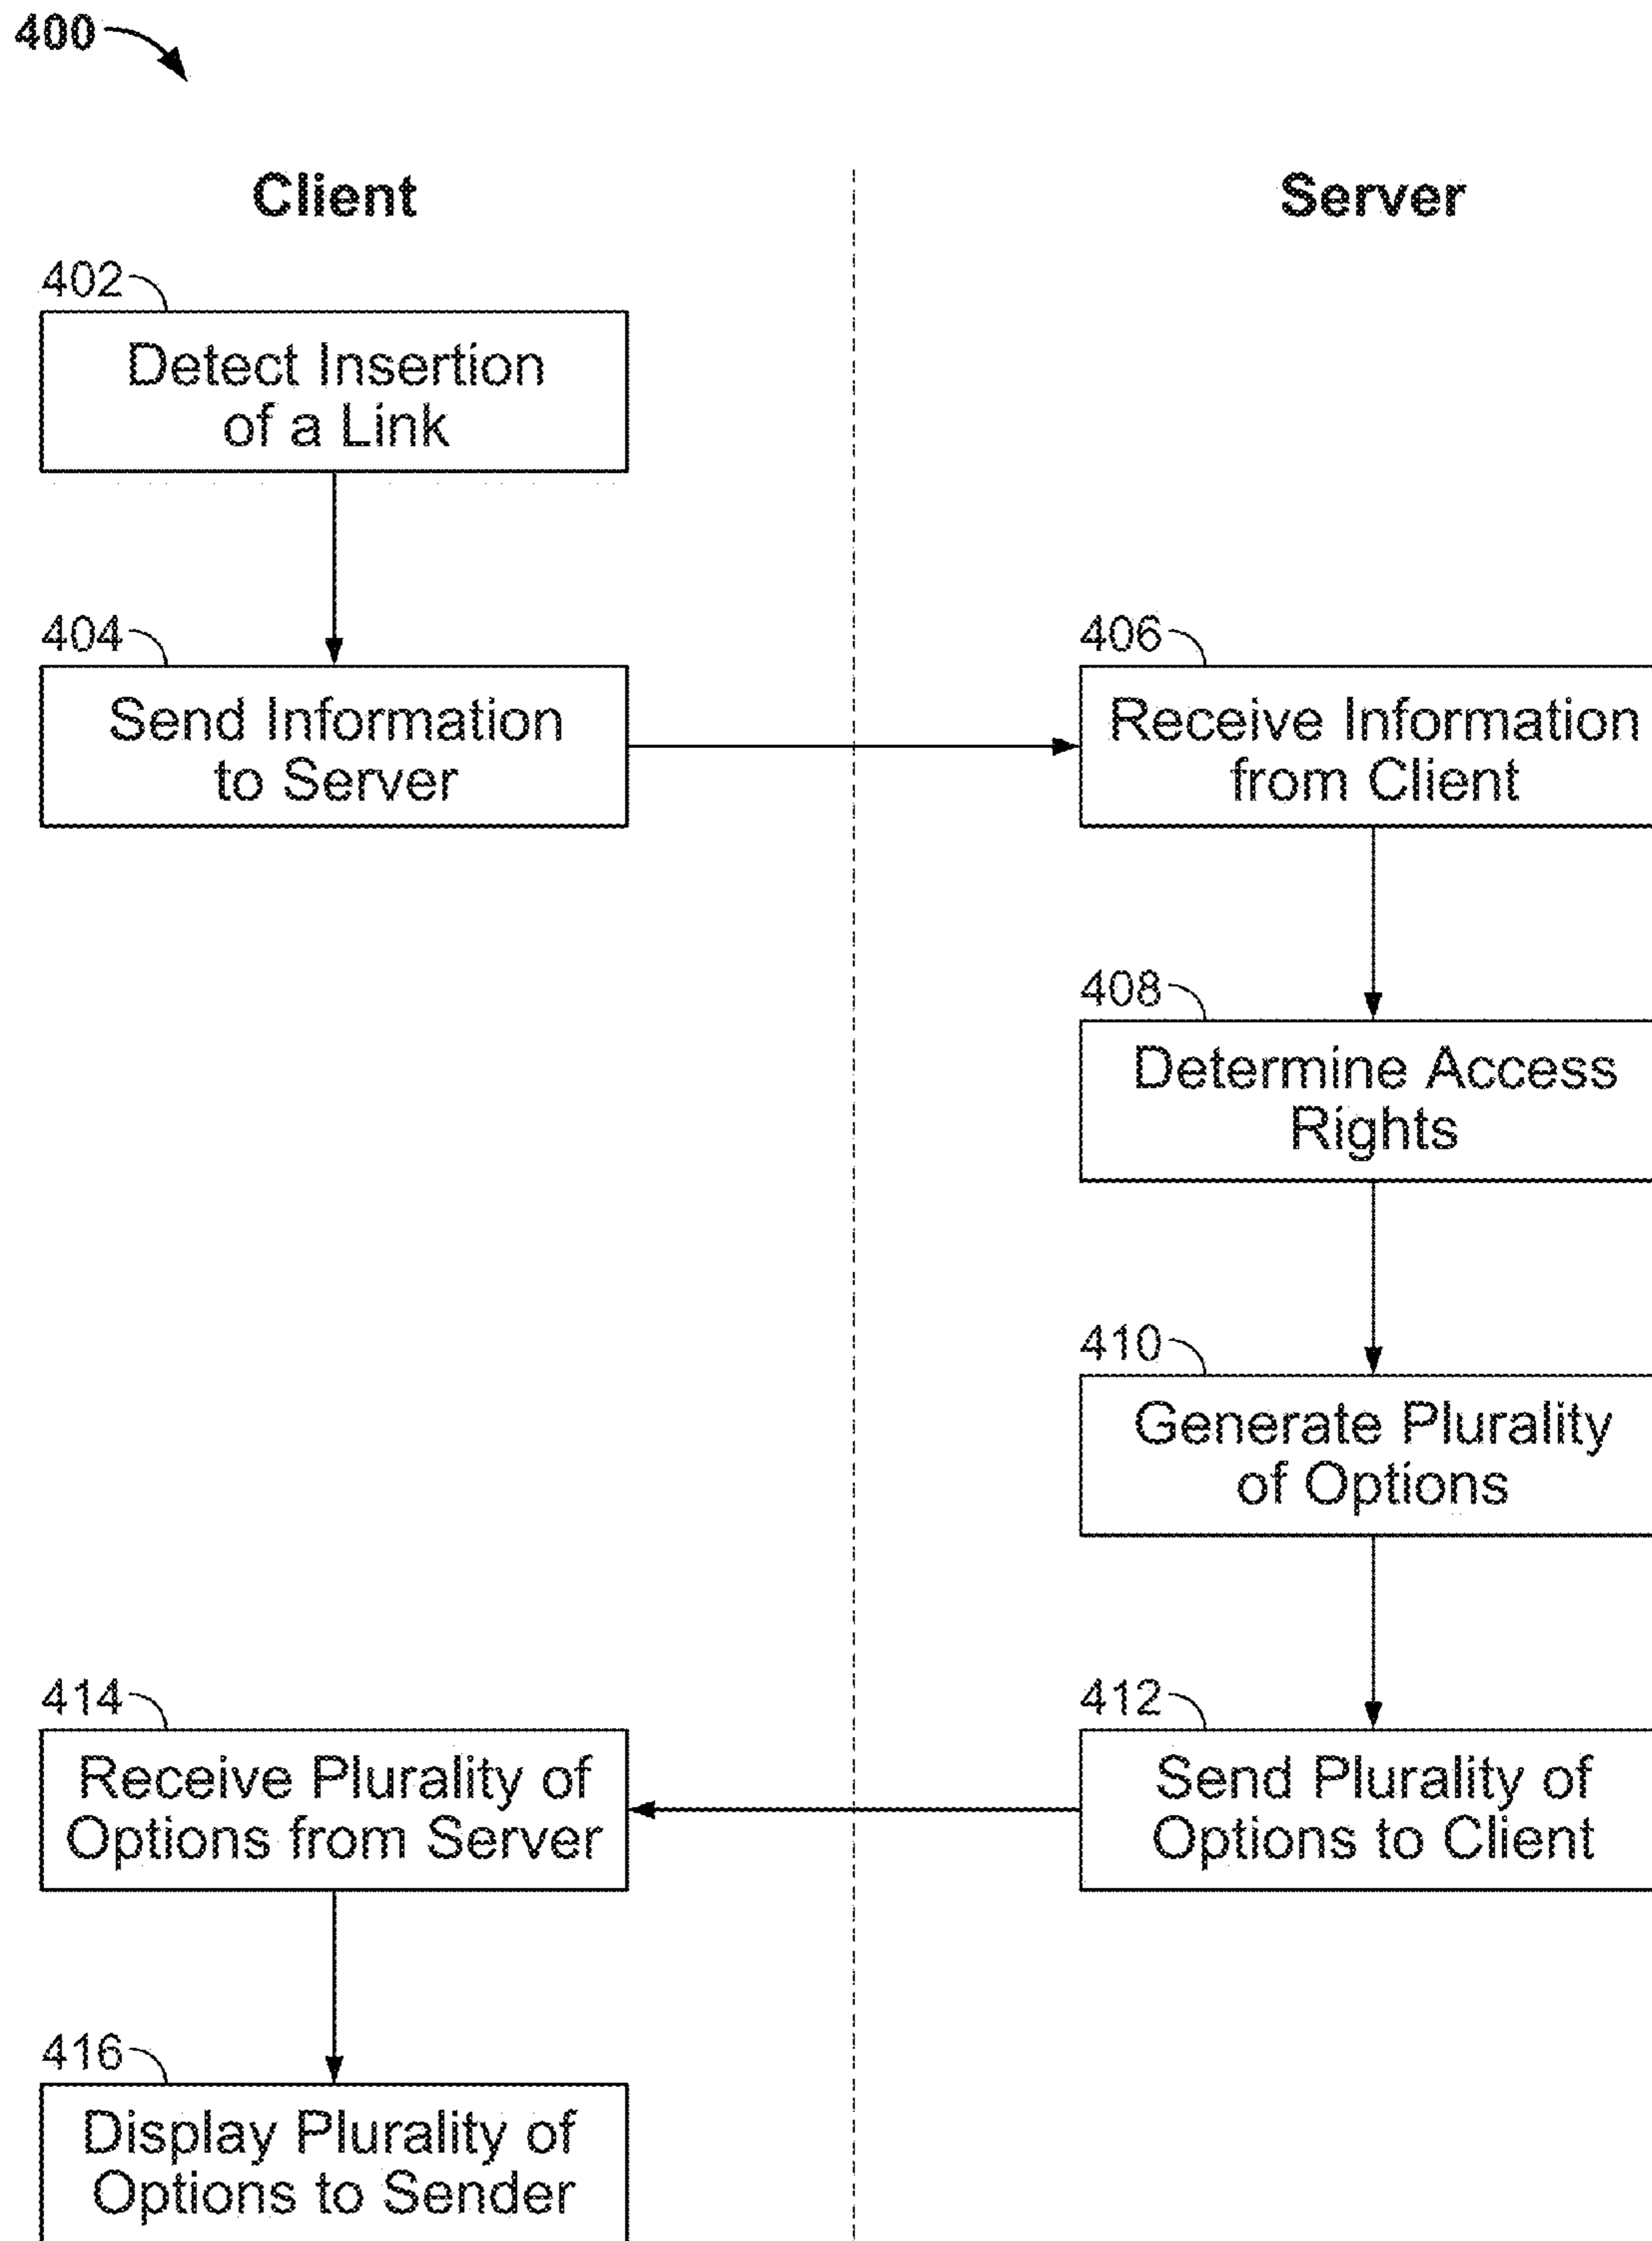 400
Client
Server
402
Detect Insertion
of a Link
404
Send Information
to Server
406
Receive Information
from Client
408
Determine Access
Rights
410
Generate Plurality
of Options
412
Send Plurality of
Options to Client
414
Receive Plurality of
Options from Server
416
Display Plurality of
Options to Sender